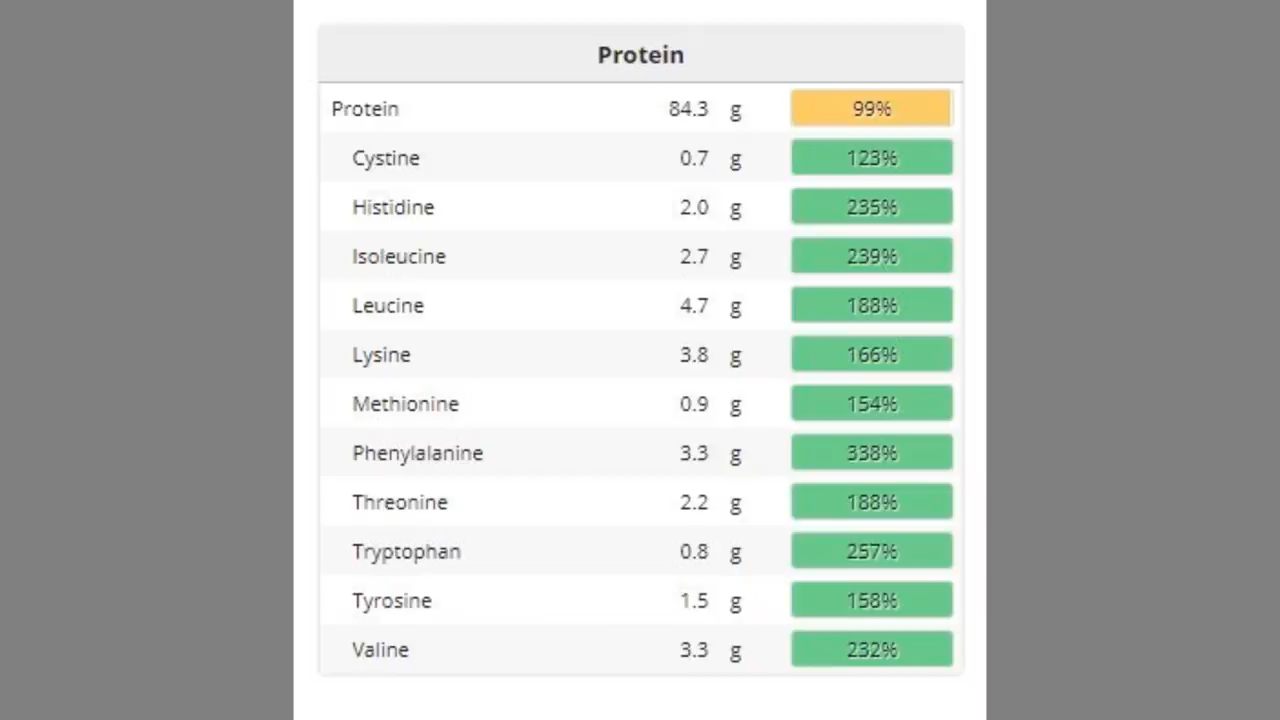 Protein
Protein 84.3 g 99%
Cystine 0.7 g 123%
Histidine 2.0 g 235%
Isoleucine 2.7 g 239%
Leucine 4.7 g 188%
Lysine 3.8 g 166%
Methionine 0.9 g 154%
Phenylalanine 3.3 g 338%
Threonine 2.2 g 188%
Tryptophan 0.8 g 257%
Tyrosine 1.5 g 158%
Valine 3.3 g 232%